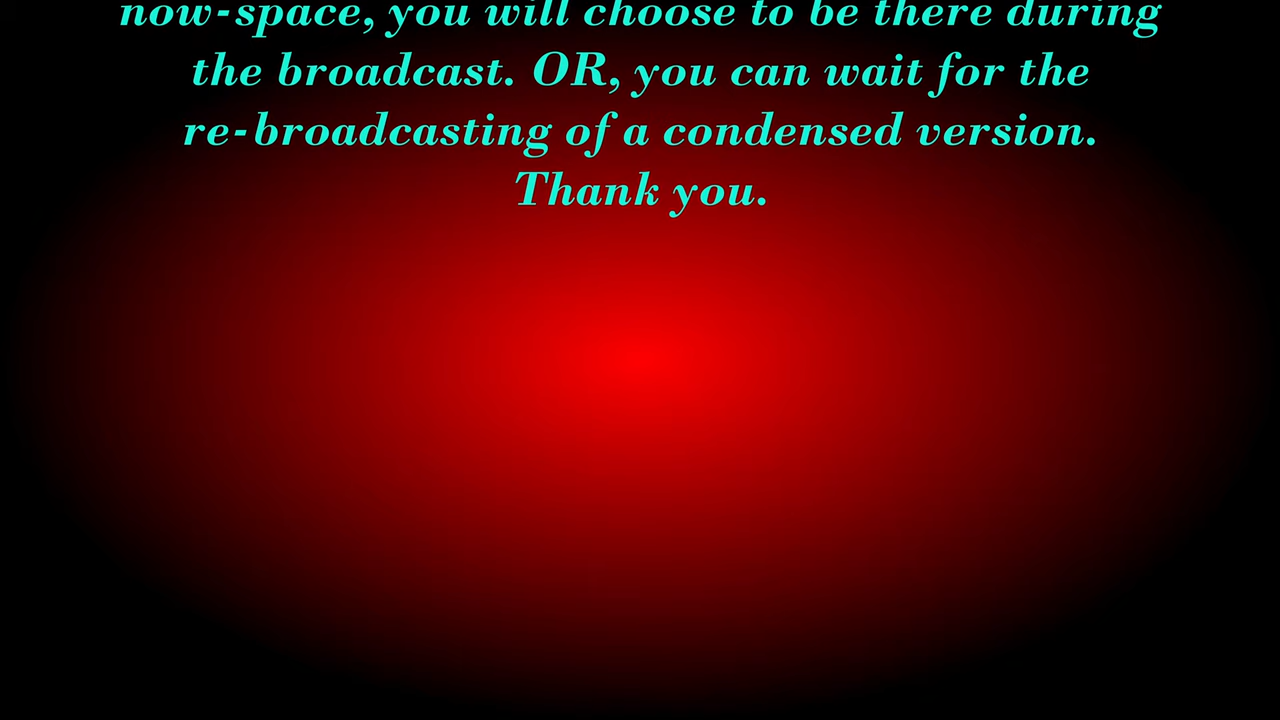 now-space, you will choose to be there during
the broadcast. OR, you can wait for the
re-broadcasting of a condensed version.
Thank you.